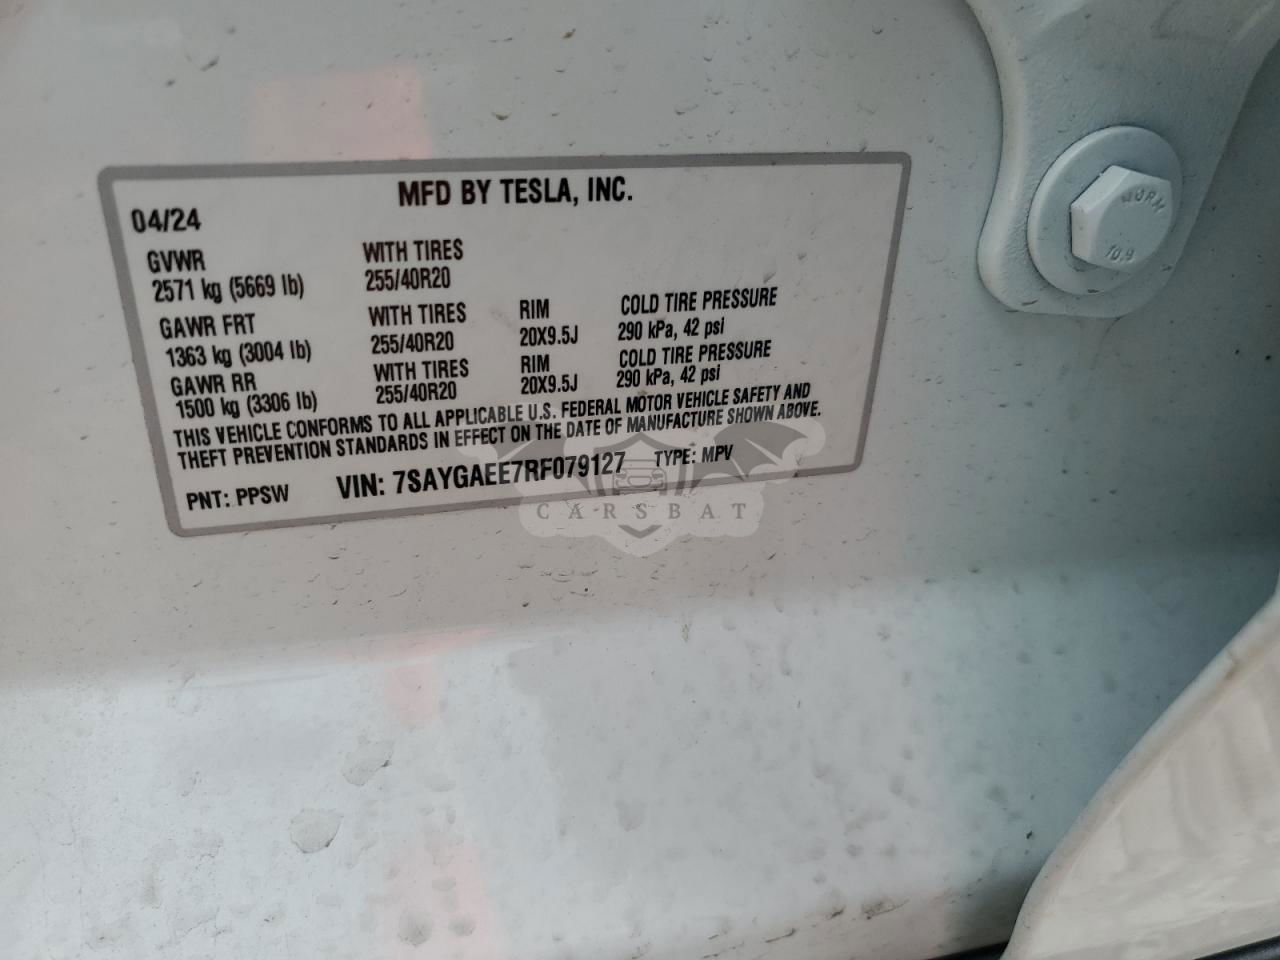 MFD BY TESLA, INC.
04/24
GVWR WITH TIRES
2571 kg (5669 lb) 255/40R20
GAWR FRT WITH TIRES RIM COLD TIRE PRESSURE
1363 kg (3004 lb) 255/40R20 20X9.5J 290 kPa, 42 psi
GAWR RR WITH TIRES RIM COLD TIRE PRESSURE
1500 kg (3306 lb) 255/40R20 20X9.5J 290 kPa, 42 psi
THIS VEHICLE CONFORMS TO ALL APPLICABLE U.S. FEDERAL MOTOR VEHICLE SAFETY AND
THEFT PREVENTION STANDARDS IN EFFECT ON THE DATE OF MANUFACTURE SHOWN ABOVE.
PNT: PPSW VIN: 7SAYGAEE7RF079127 TYPE: MPV
CARSBAT
10.9